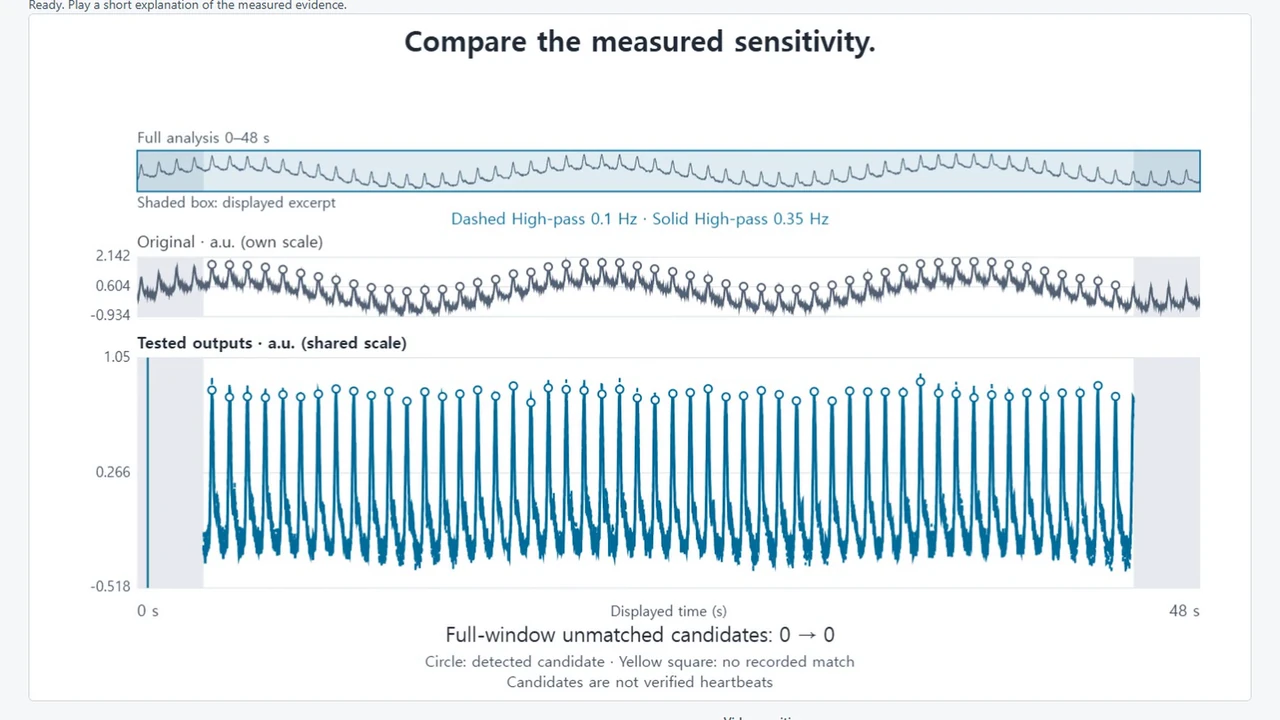 Ready. Play a short explanation of the measured evidence.
Compare the measured sensitivity.
Full analysis 0–48 s
Shaded box: displayed excerpt
Dashed High-pass 0.1 Hz · Solid High-pass 0.35 Hz
Original · a.u. (own scale)
2.142
0.604
-0.934
Tested outputs · a.u. (shared scale)
1.05
0.266
-0.518
0 s
Displayed time (s)
48 s
Full-window unmatched candidates: 0 → 0
Circle: detected candidate · Yellow square: no recorded match
Candidates are not verified heartbeats